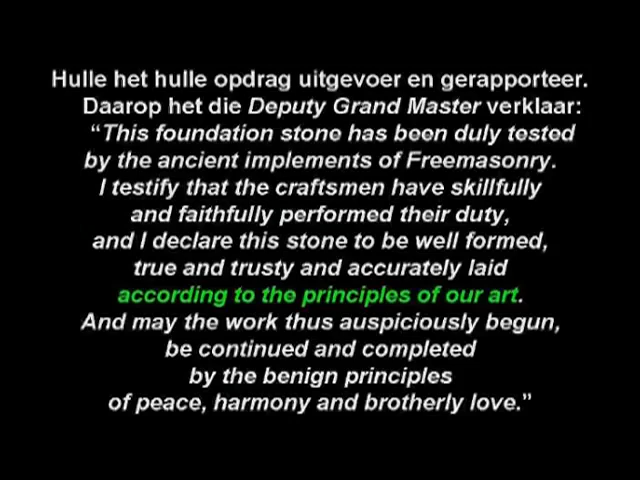 Hulle het hulle opdrag uitgevoer en gerapporteer.
Daarop het die Deputy Grand Master verklaar:
“This foundation stone has been duly tested
by the ancient implements of Freemasonry.
I testify that the craftsmen have skillfully
and faithfully performed their duty,
and I declare this stone to be well formed,
true and trusty and accurately laid
according to the principles of our art.
And may the work thus auspiciously begun,
be continued and completed
by the benign principles
of peace, harmony and brotherly love.”